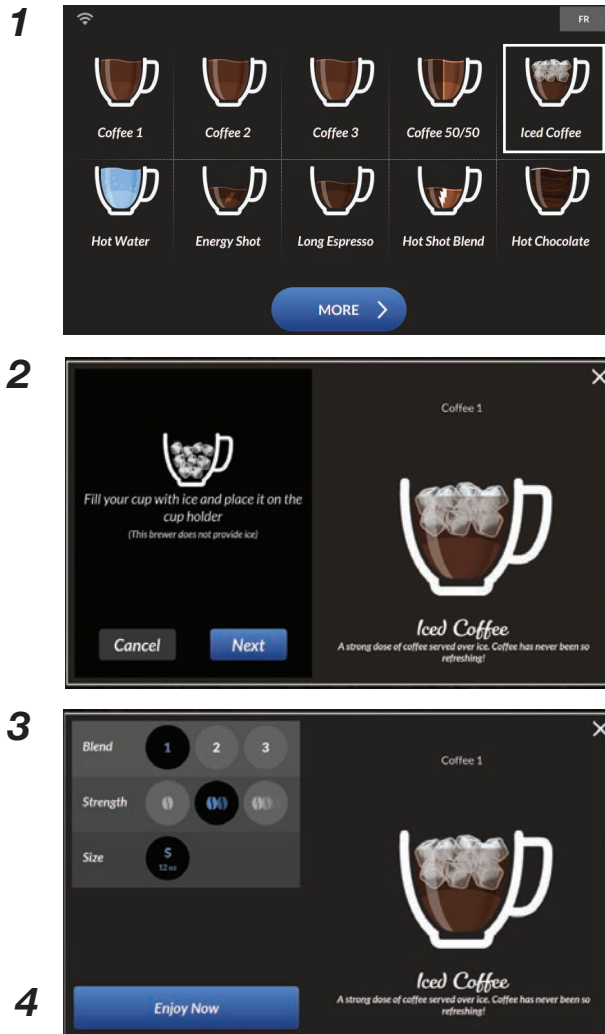 1
FR
Coffee 1
Coffee 2
Coffee 3
Coffee 50/50
Iced Coffee
Hot Water
Energy Shot
Long Espresso
Hot Shot Blend
Hot Chocolate
MORE
2
Fill your cup with ice and place it on the
cup holder
(This brewer does not provide ice)
Cancel
Next
Coffee 1
Iced Coffee
A strong dose of coffee served over ice. Coffee has never been so
refreshing!
3
Blend
1
2
3
Strength
Size
S
12 oz
Coffee 1
Iced Coffee
A strong dose of coffee served over ice. Coffee has never been so
refreshing!
4
Enjoy Now